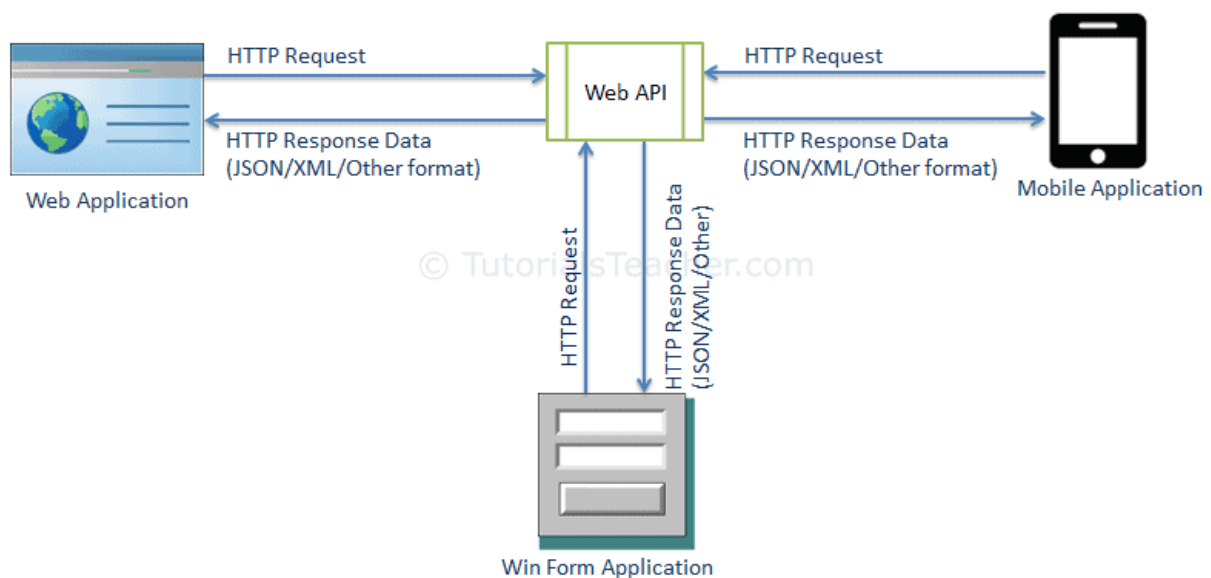 HTTP Request
Web API
HTTP Response Data
(JSON/XML/Other format)
Web Application
HTTP Request
HTTP Response Data
(JSON/XML/Other format)
Mobile Application
HTTP Request
HTTP Response Data
(JSON/XML/Other)
© TutorialsTeacher.com
Win Form Application